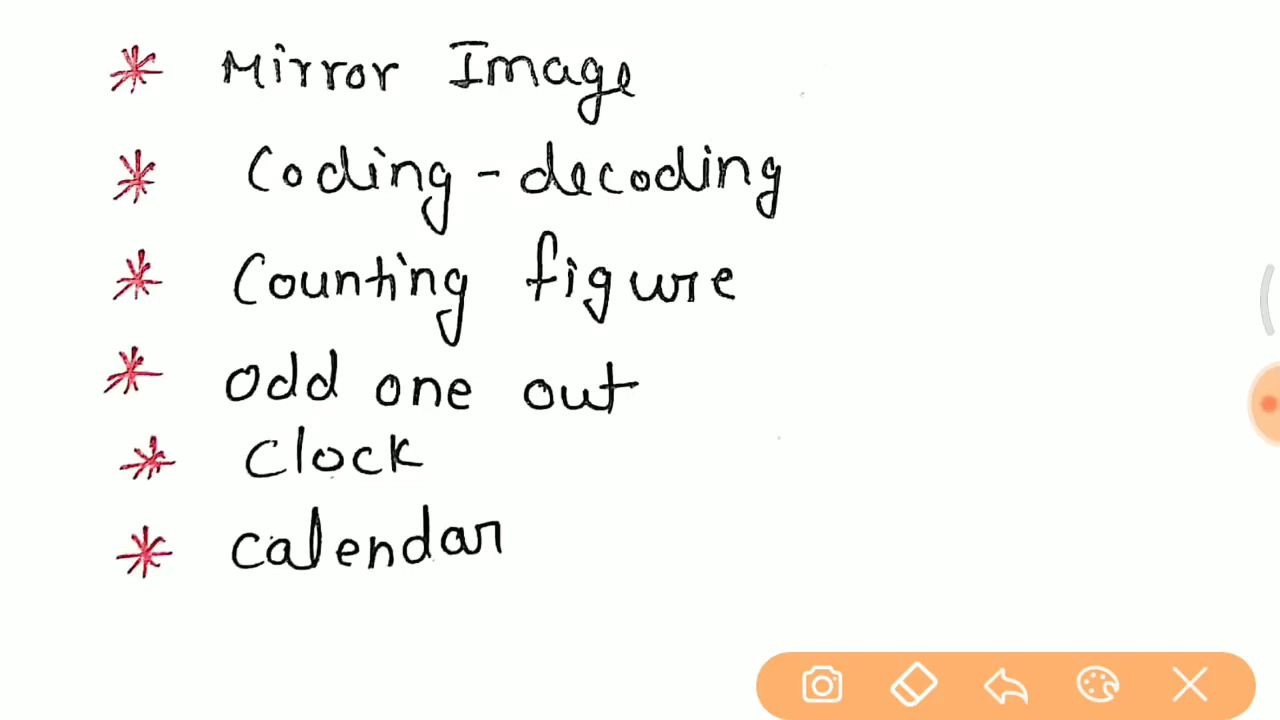 * Mirror Image
* Coding - decoding
* Counting figure
* odd one out
* Clock
* calendar